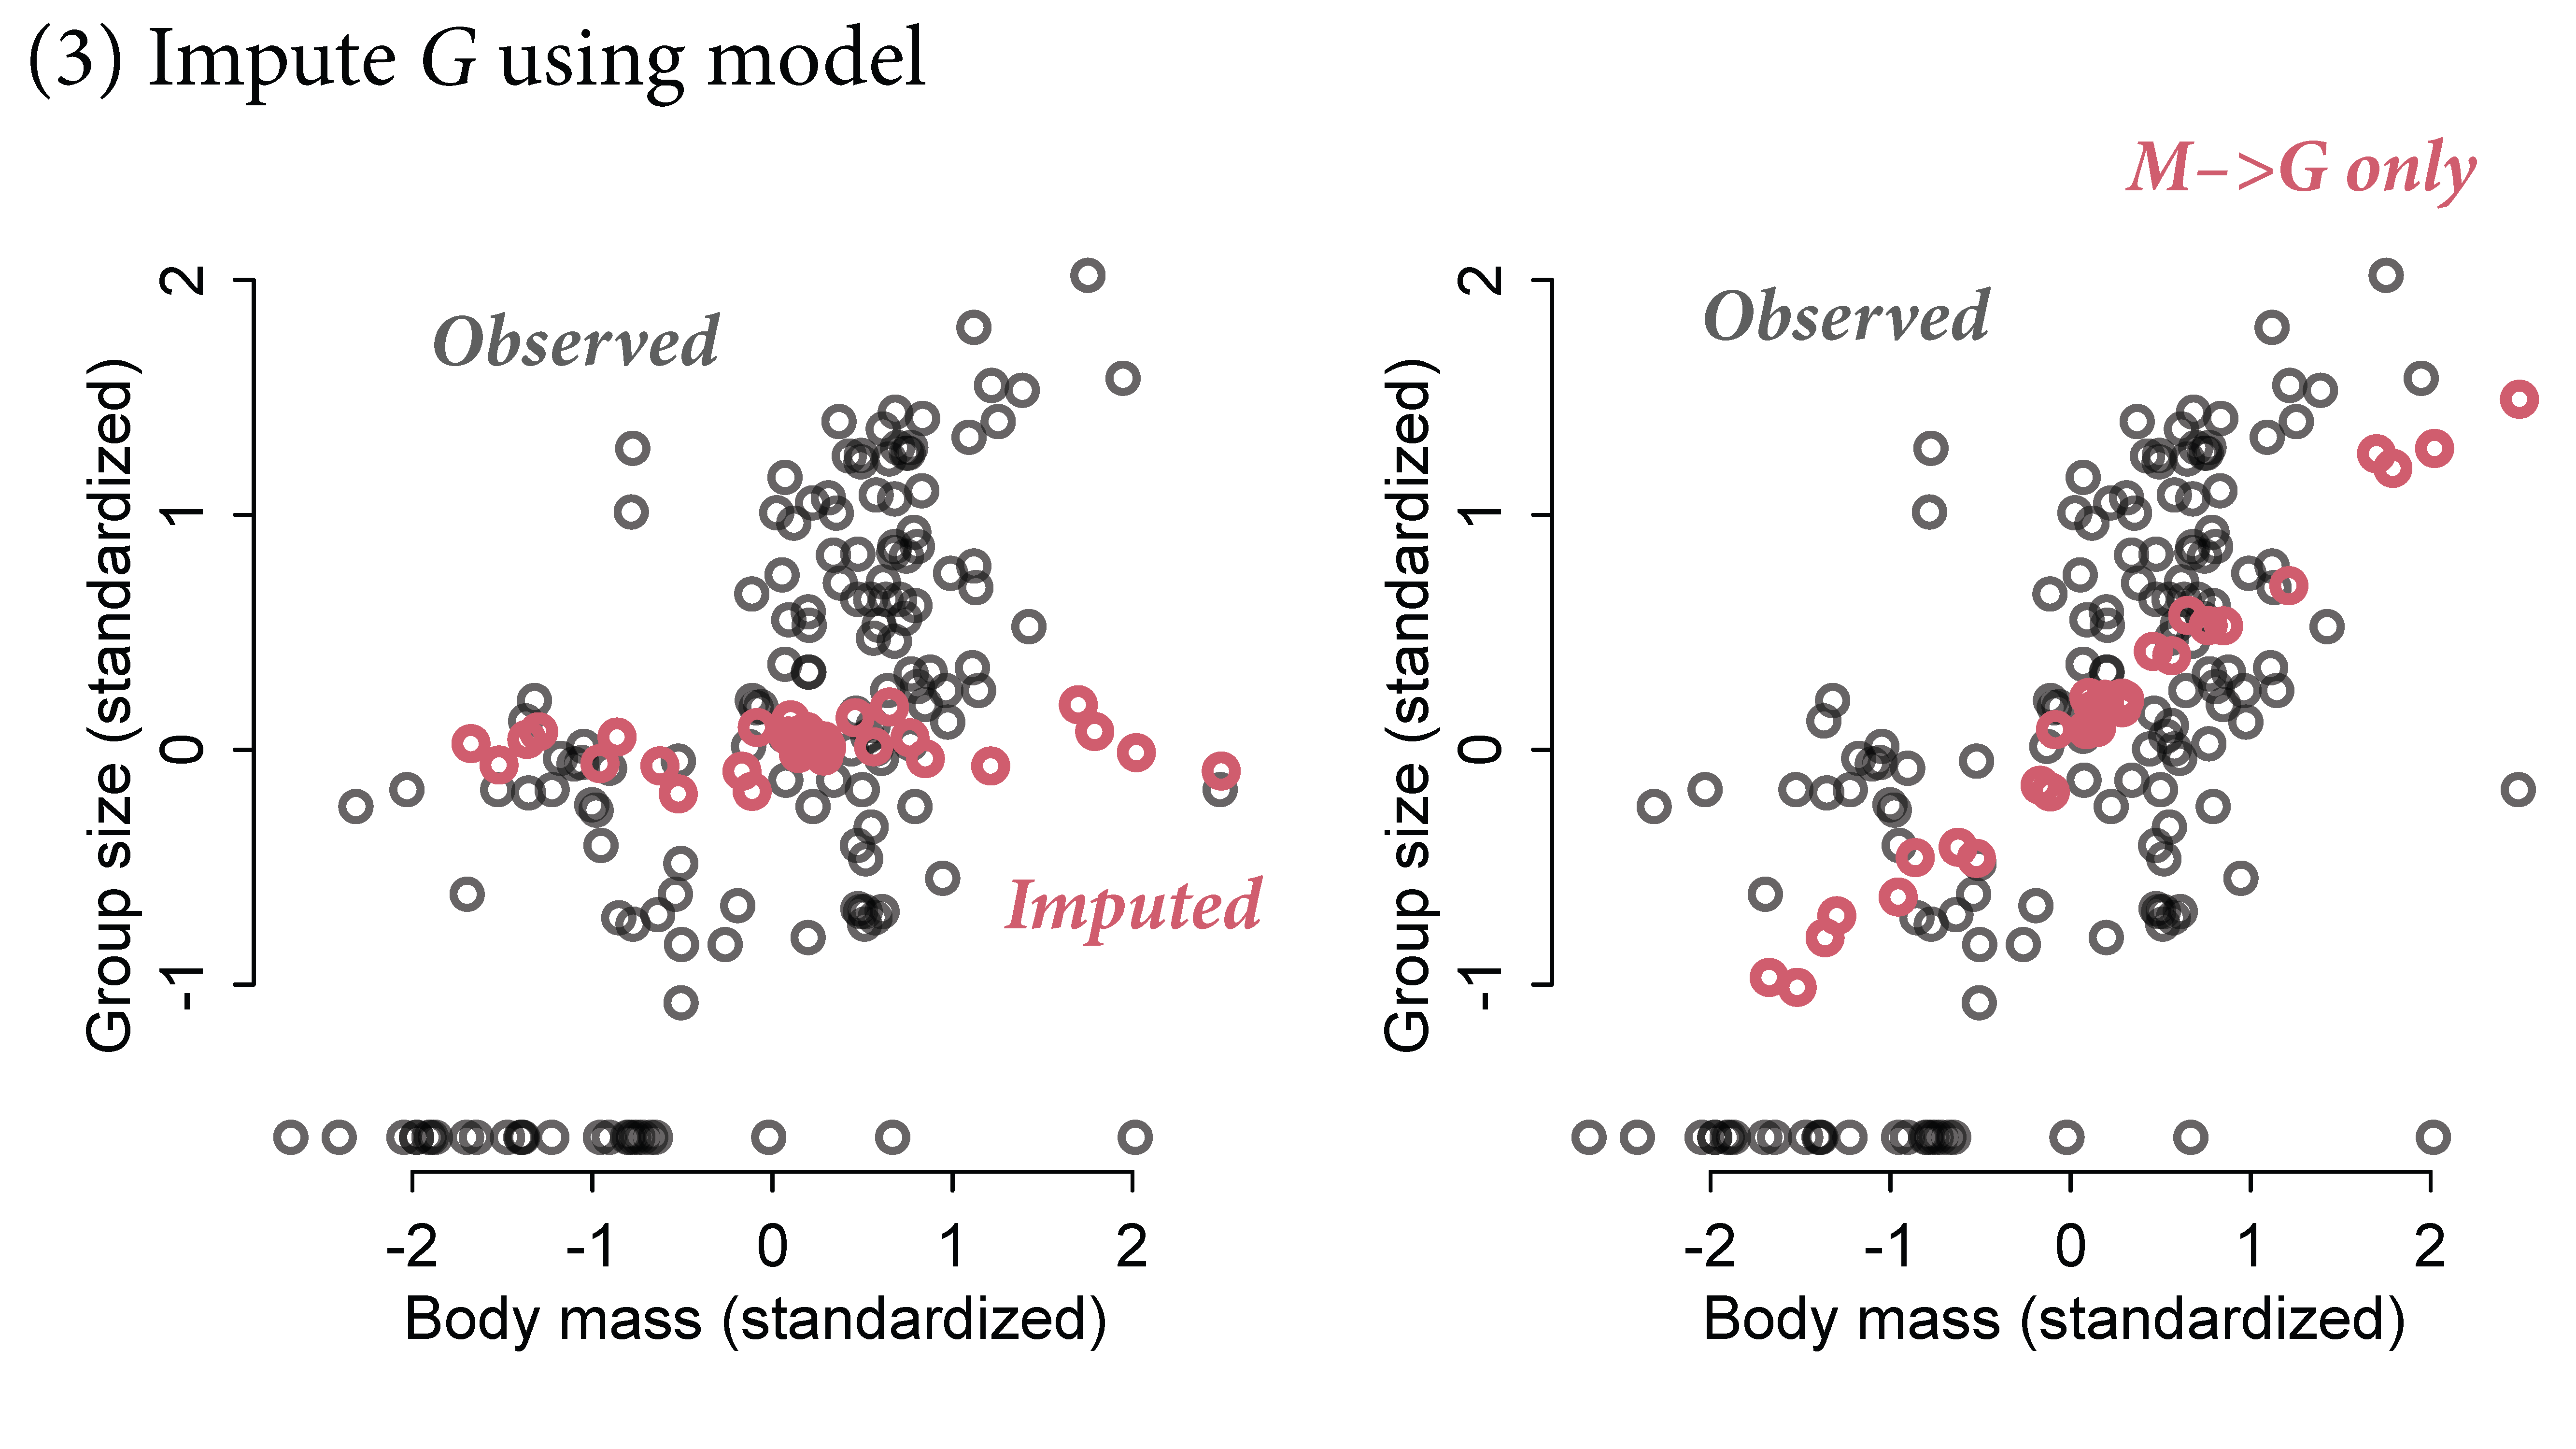 (3) Impute G using model
Observed
Imputed
2
1
0
-1
Group size (standardized)
-2 -1 0 1 2
Body mass (standardized)
M–>G only
Observed
2
1
0
-1
Group size (standardized)
-2 -1 0 1 2
Body mass (standardized)